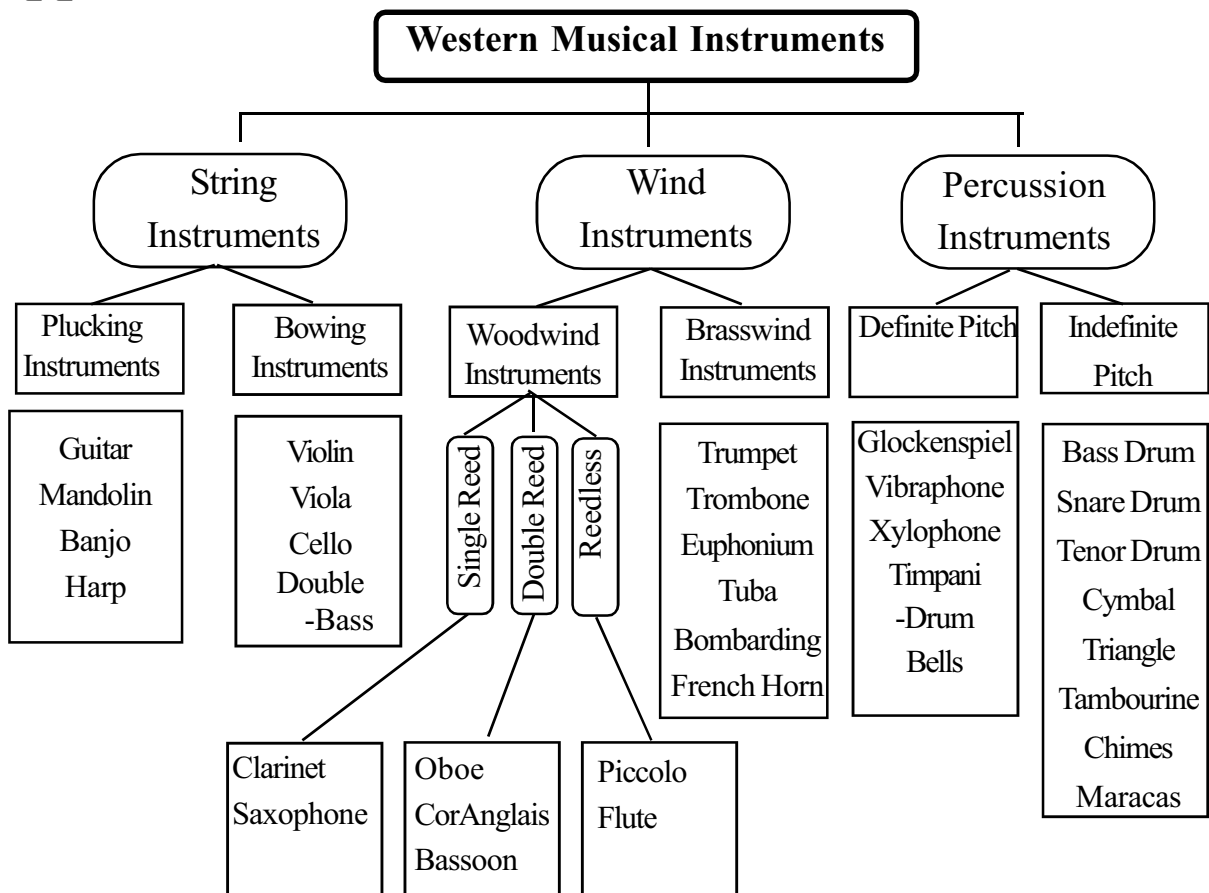 Western Musical Instruments
String
Instruments
Wind
Instruments
Percussion
Instruments
Plucking
Instruments
Bowing
Instruments
Woodwind
Instruments
Brasswind
Instruments
Definite Pitch
Indefinite
Pitch
Guitar
Mandolin
Banjo
Harp
Violin
Viola
Cello
Double
-Bass
Single Reed
Double Reed
Reedless
Trumpet
Trombone
Euphonium
Tuba
Bombarding
French Horn
Glockenspiel
Vibraphone
Xylophone
Timpani
-Drum
Bells
Bass Drum
Snare Drum
Tenor Drum
Cymbal
Triangle
Tambourine
Chimes
Maracas
Clarinet
Saxophone
Oboe
CorAnglais
Bassoon
Piccolo
Flute